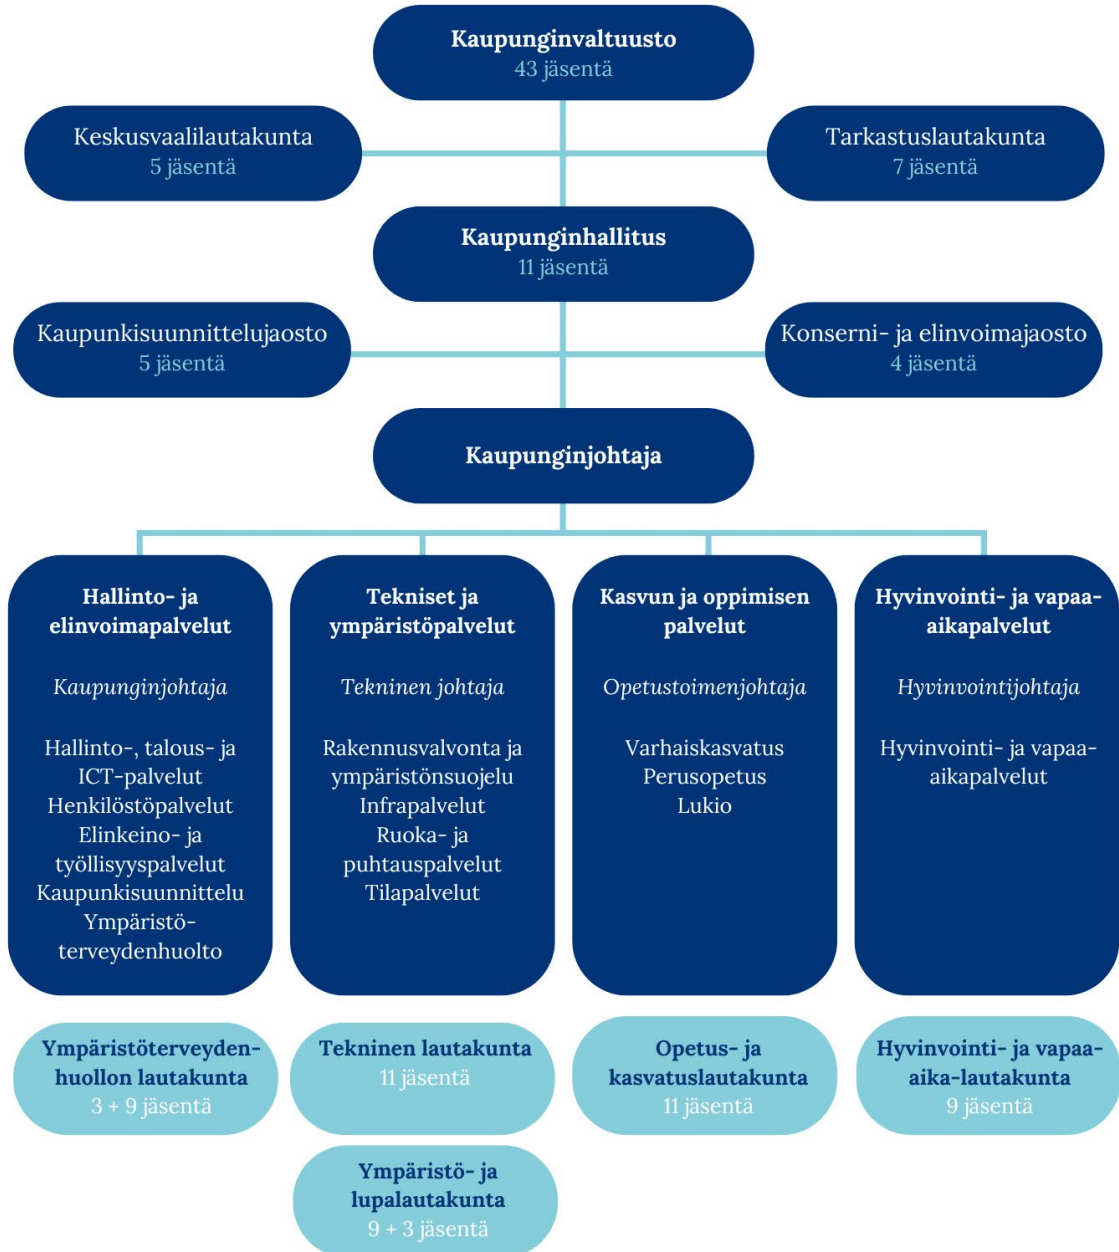 Kaupunginvaltuusto
43 jäsentä
Keskusvaalilautakunta
5 jäsentä
Tarkastuslautakunta
7 jäsentä
Kaupunginhallitus
11 jäsentä
Kaupunkisuunnittelujaosto
5 jäsentä
Konserni- ja elinvoimajaosto
4 jäsentä
Kaupunginjohtaja
Hallinto- ja
elinvoimapalvelut
Kaupunginjohtaja
Hallinto-, talous- ja
ICT-palvelut
Henkilöstöpalvelut
Elinkeino- ja
työllisyyspalvelut
Kaupunkisuunnittelu
Ympäristö-
terveydenhuolto
Tekniset ja
ympäristöpalvelut
Tekninen johtaja
Rakennusvalvonta ja
ympäristönsuojelu
Infrapalvelut
Ruoka- ja
puhtauspalvelut
Tilapalvelut
Kasvun ja oppimisen
palvelut
Opetustoimenjohtaja
Varhaiskasvatus
Perusopetus
Lukio
Hyvinvointi- ja vapaa-
aikapalvelut
Hyvinvointijohtaja
Hyvinvointi- ja vapaa-
aikapalvelut
Ympäristöterveyden-
huollon lautakunta
3 + 9 jäsentä
Tekninen lautakunta
11 jäsentä
Opetus- ja
kasvatuslautakunta
11 jäsentä
Hyvinvointi- ja vapaa-
aika-lautakunta
9 jäsentä
Ympäristö- ja
lupalautakunta
9 + 3 jäsentä